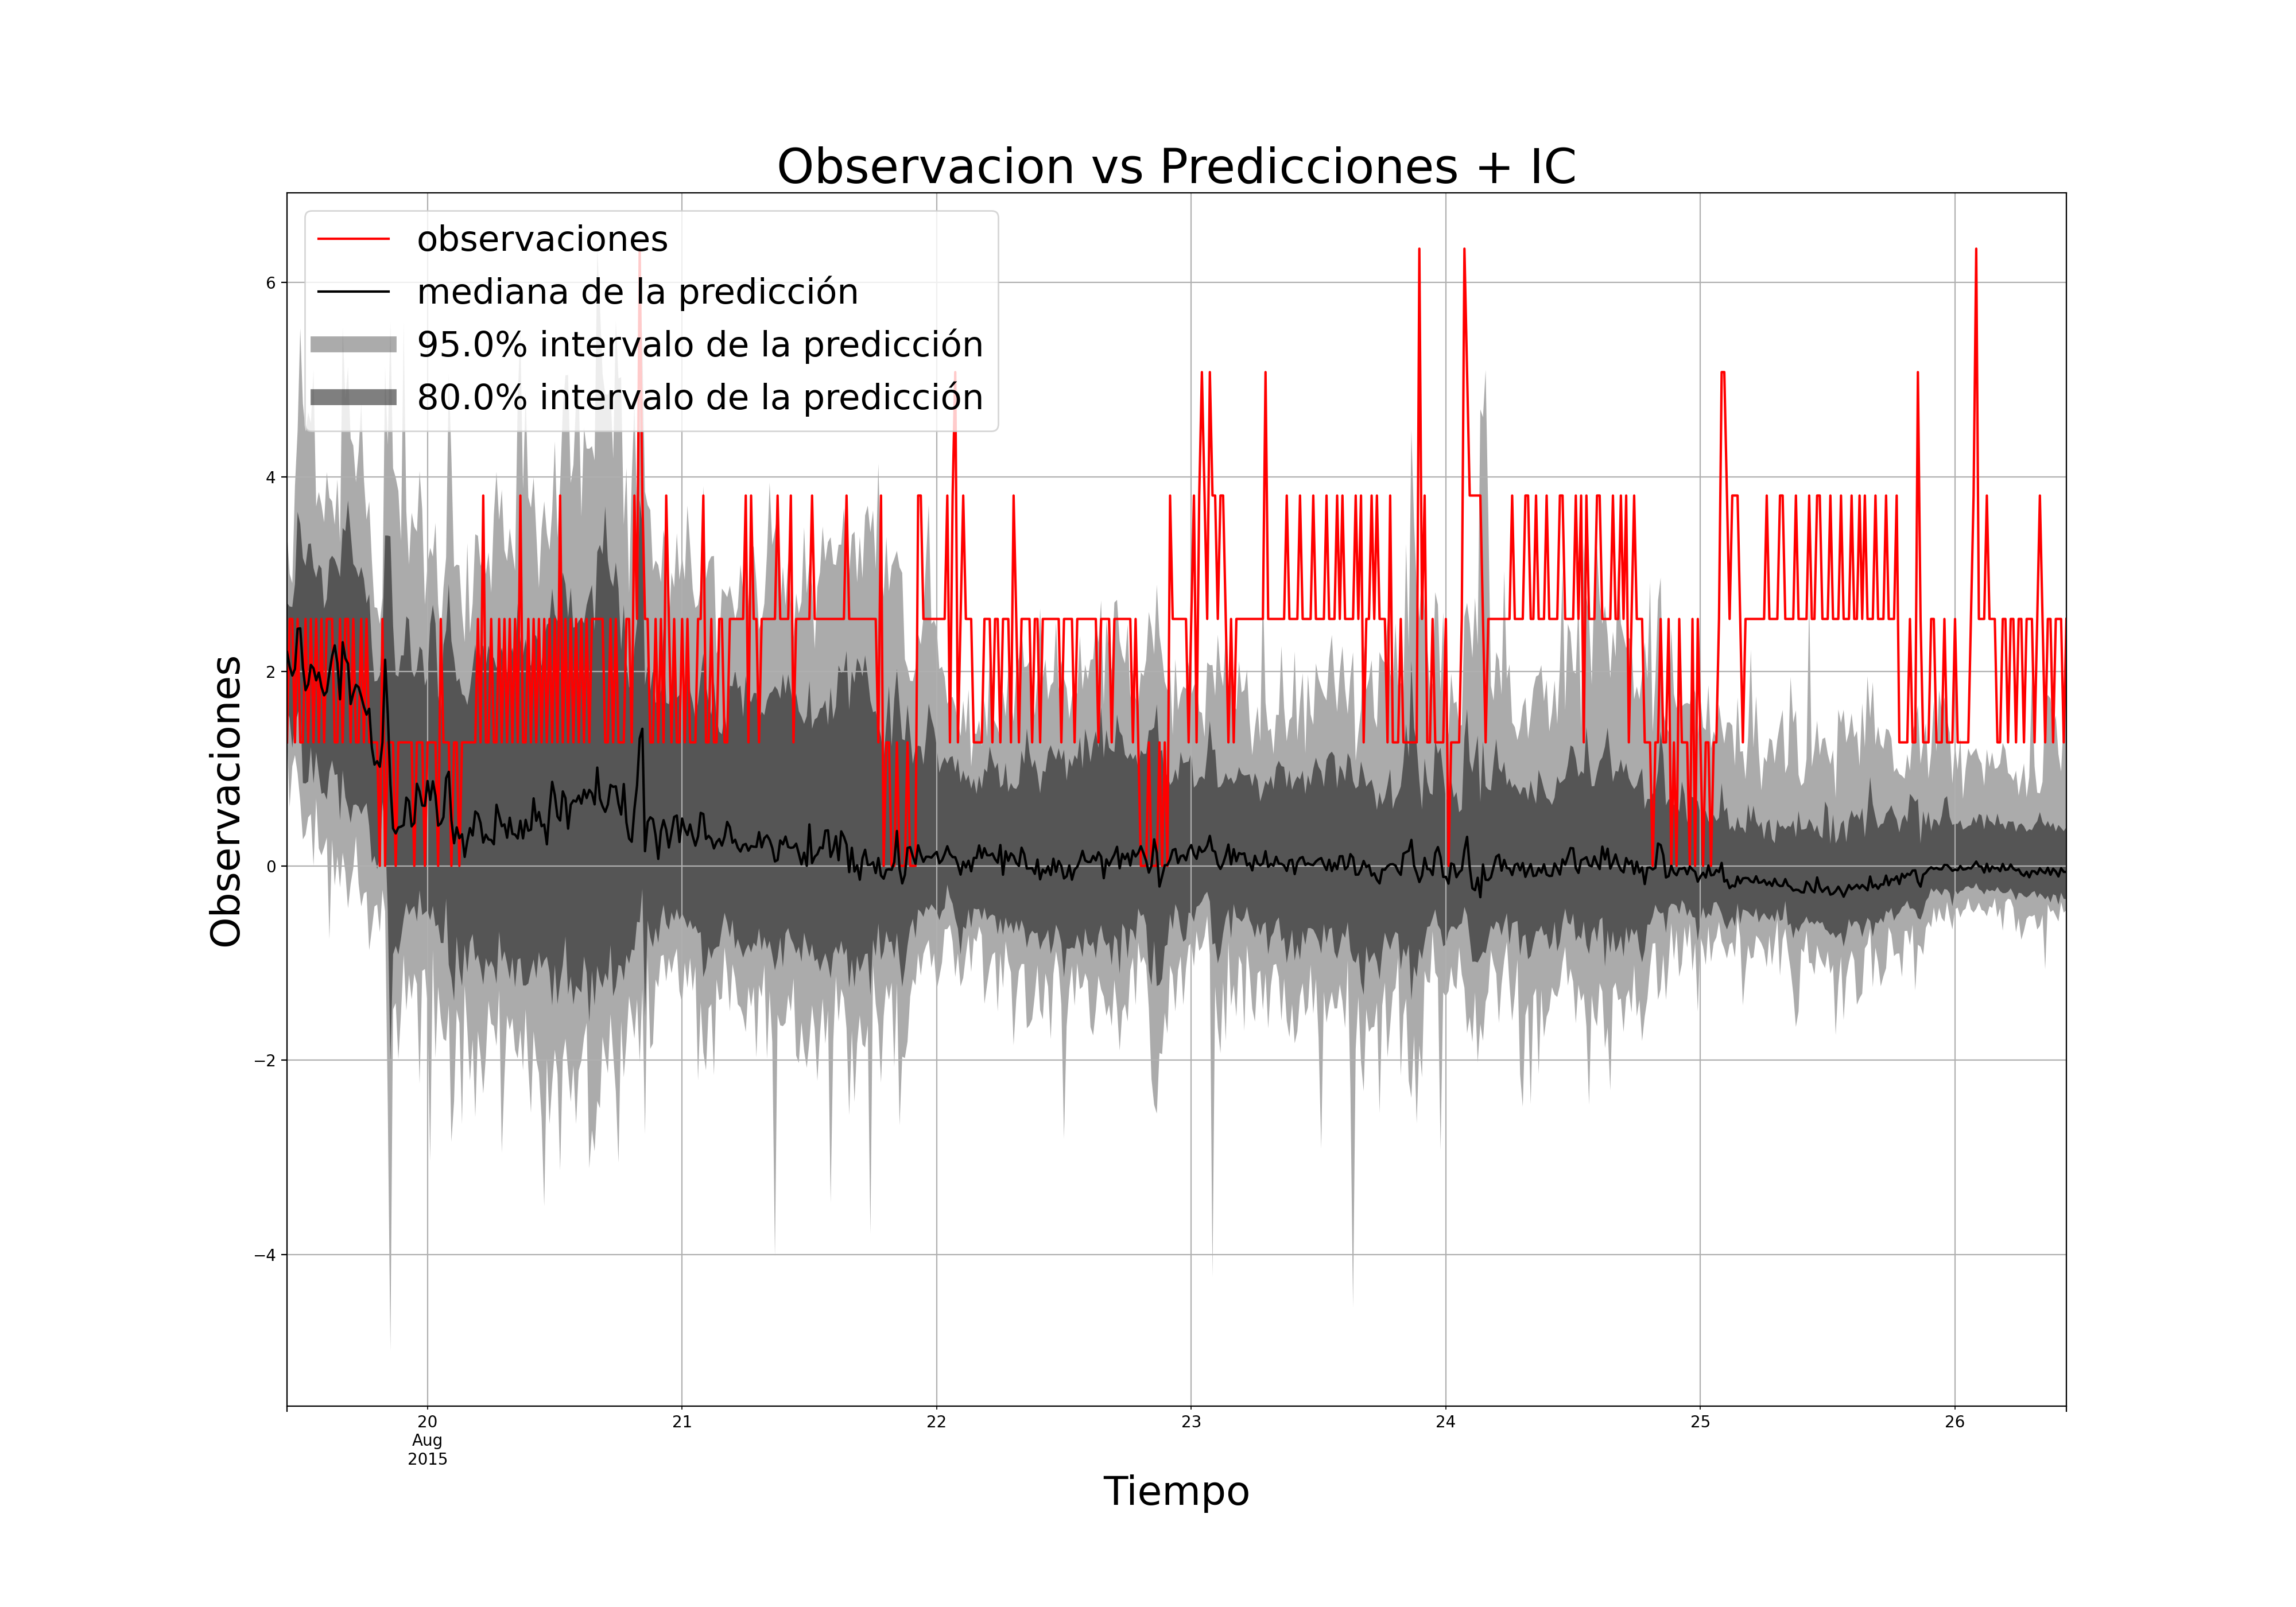 Observacion vs Predicciones + IC
observaciones
mediana de la predicción
95.0% intervalo de la predicción
80.0% intervalo de la predicción
6
4
2
0
−2
−4
Observaciones
20
Aug
2015
21
22
23
24
25
26
Tiempo